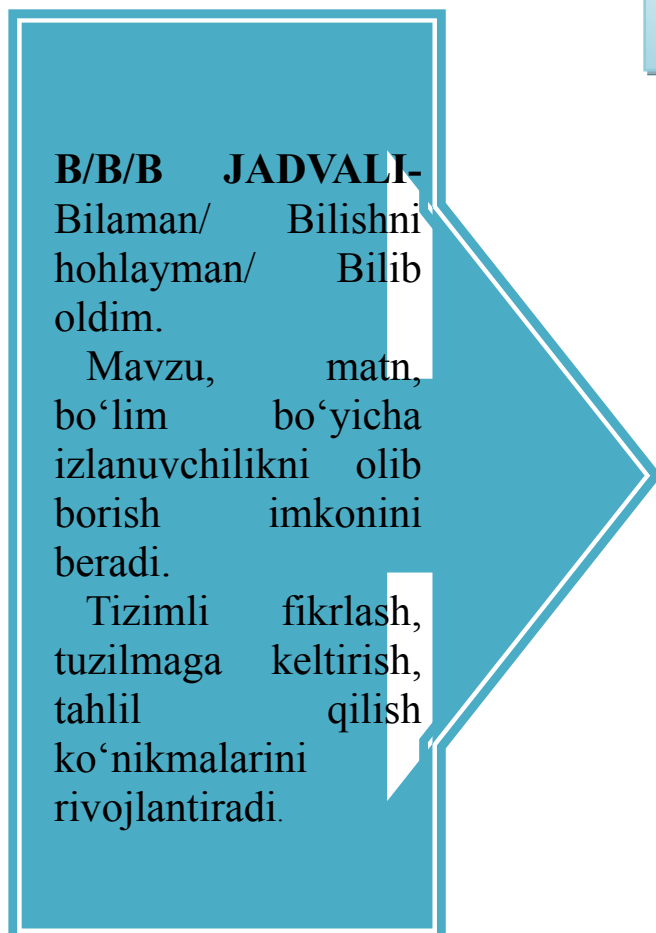 B/B/B JADVALI-
Bilaman/ Bilishni
hohlayman/ Bilib
oldim.
Mavzu, matn,
bo‘lim bo‘yicha
izlanuvchilikni olib
borish imkonini
beradi.
Tizimli fikrlash,
tuzilmaga keltirish,
tahlil qilish
ko‘nikmalarini
rivojlantiradi.